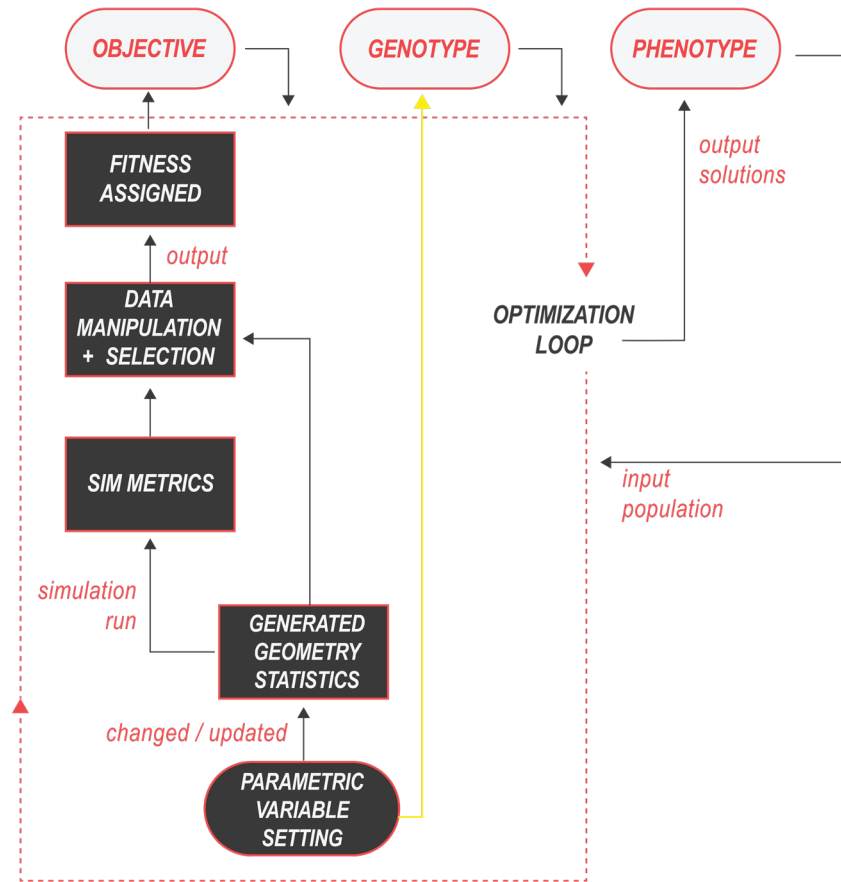 OBJECTIVE
GENOTYPE
PHENOTYPE
FITNESS
ASSIGNED
output
solutions
output
DATA
MANIPULATION
+ SELECTION
OPTIMIZATION
LOOP
SIM METRICS
input
population
simulation
run
GENERATED
GEOMETRY
STATISTICS
changed / updated
PARAMETRIC
VARIABLE
SETTING